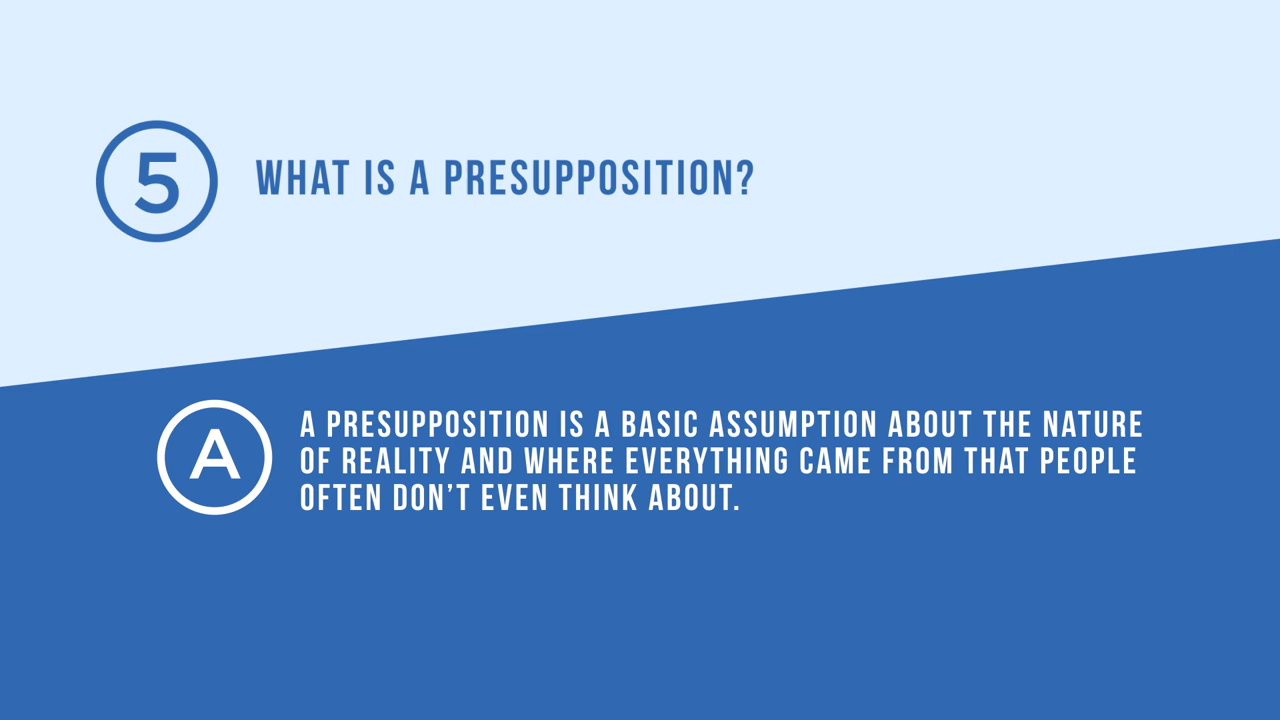 5
WHAT IS A PRESUPPOSITION?
A
A PRESUPPOSITION IS A BASIC ASSUMPTION ABOUT THE NATURE
OF REALITY AND WHERE EVERYTHING CAME FROM THAT PEOPLE
OFTEN DON’T EVEN THINK ABOUT.